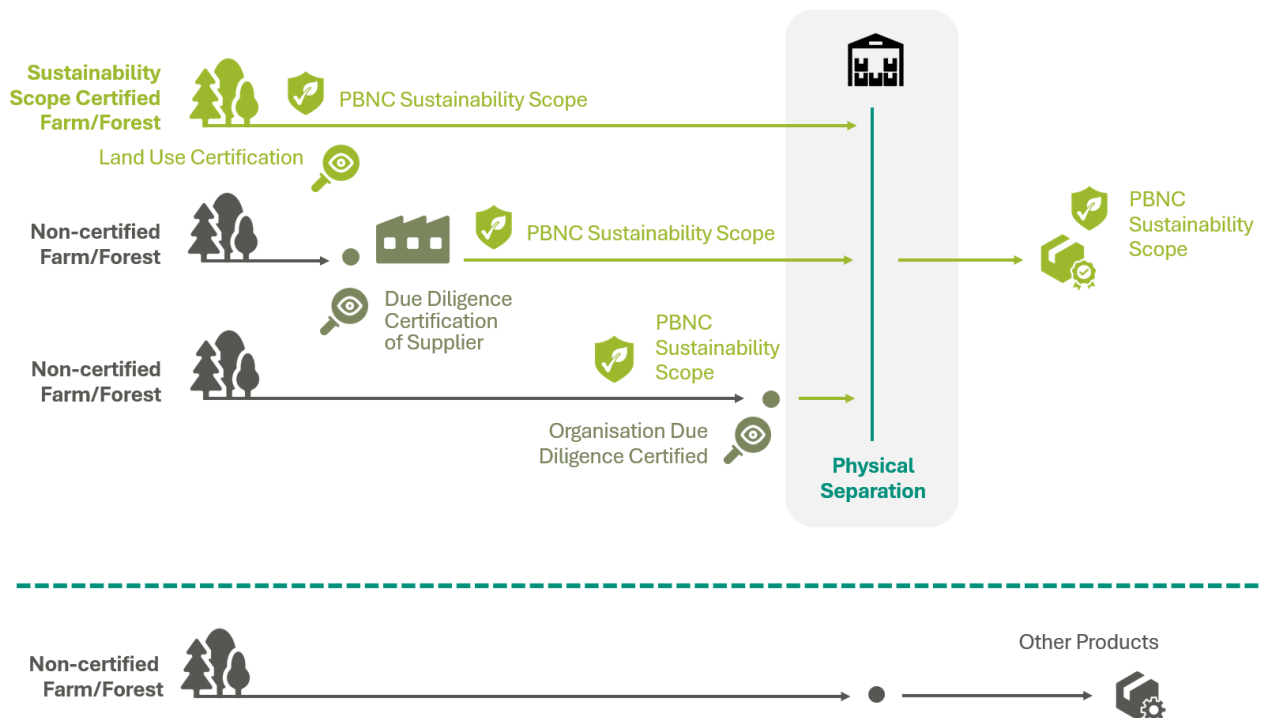 Sustainability
Scope Certified
Farm/Forest
PBNC Sustainability Scope
Land Use Certification
Non-certified
Farm/Forest
PBNC Sustainability Scope
Due Diligence
Certification
of Supplier
PBNC
Sustainability
Scope
Non-certified
Farm/Forest
PBNC
Sustainability
Scope
Organisation Due
Diligence Certified
Physical
Separation
Other Products
Non-certified
Farm/Forest